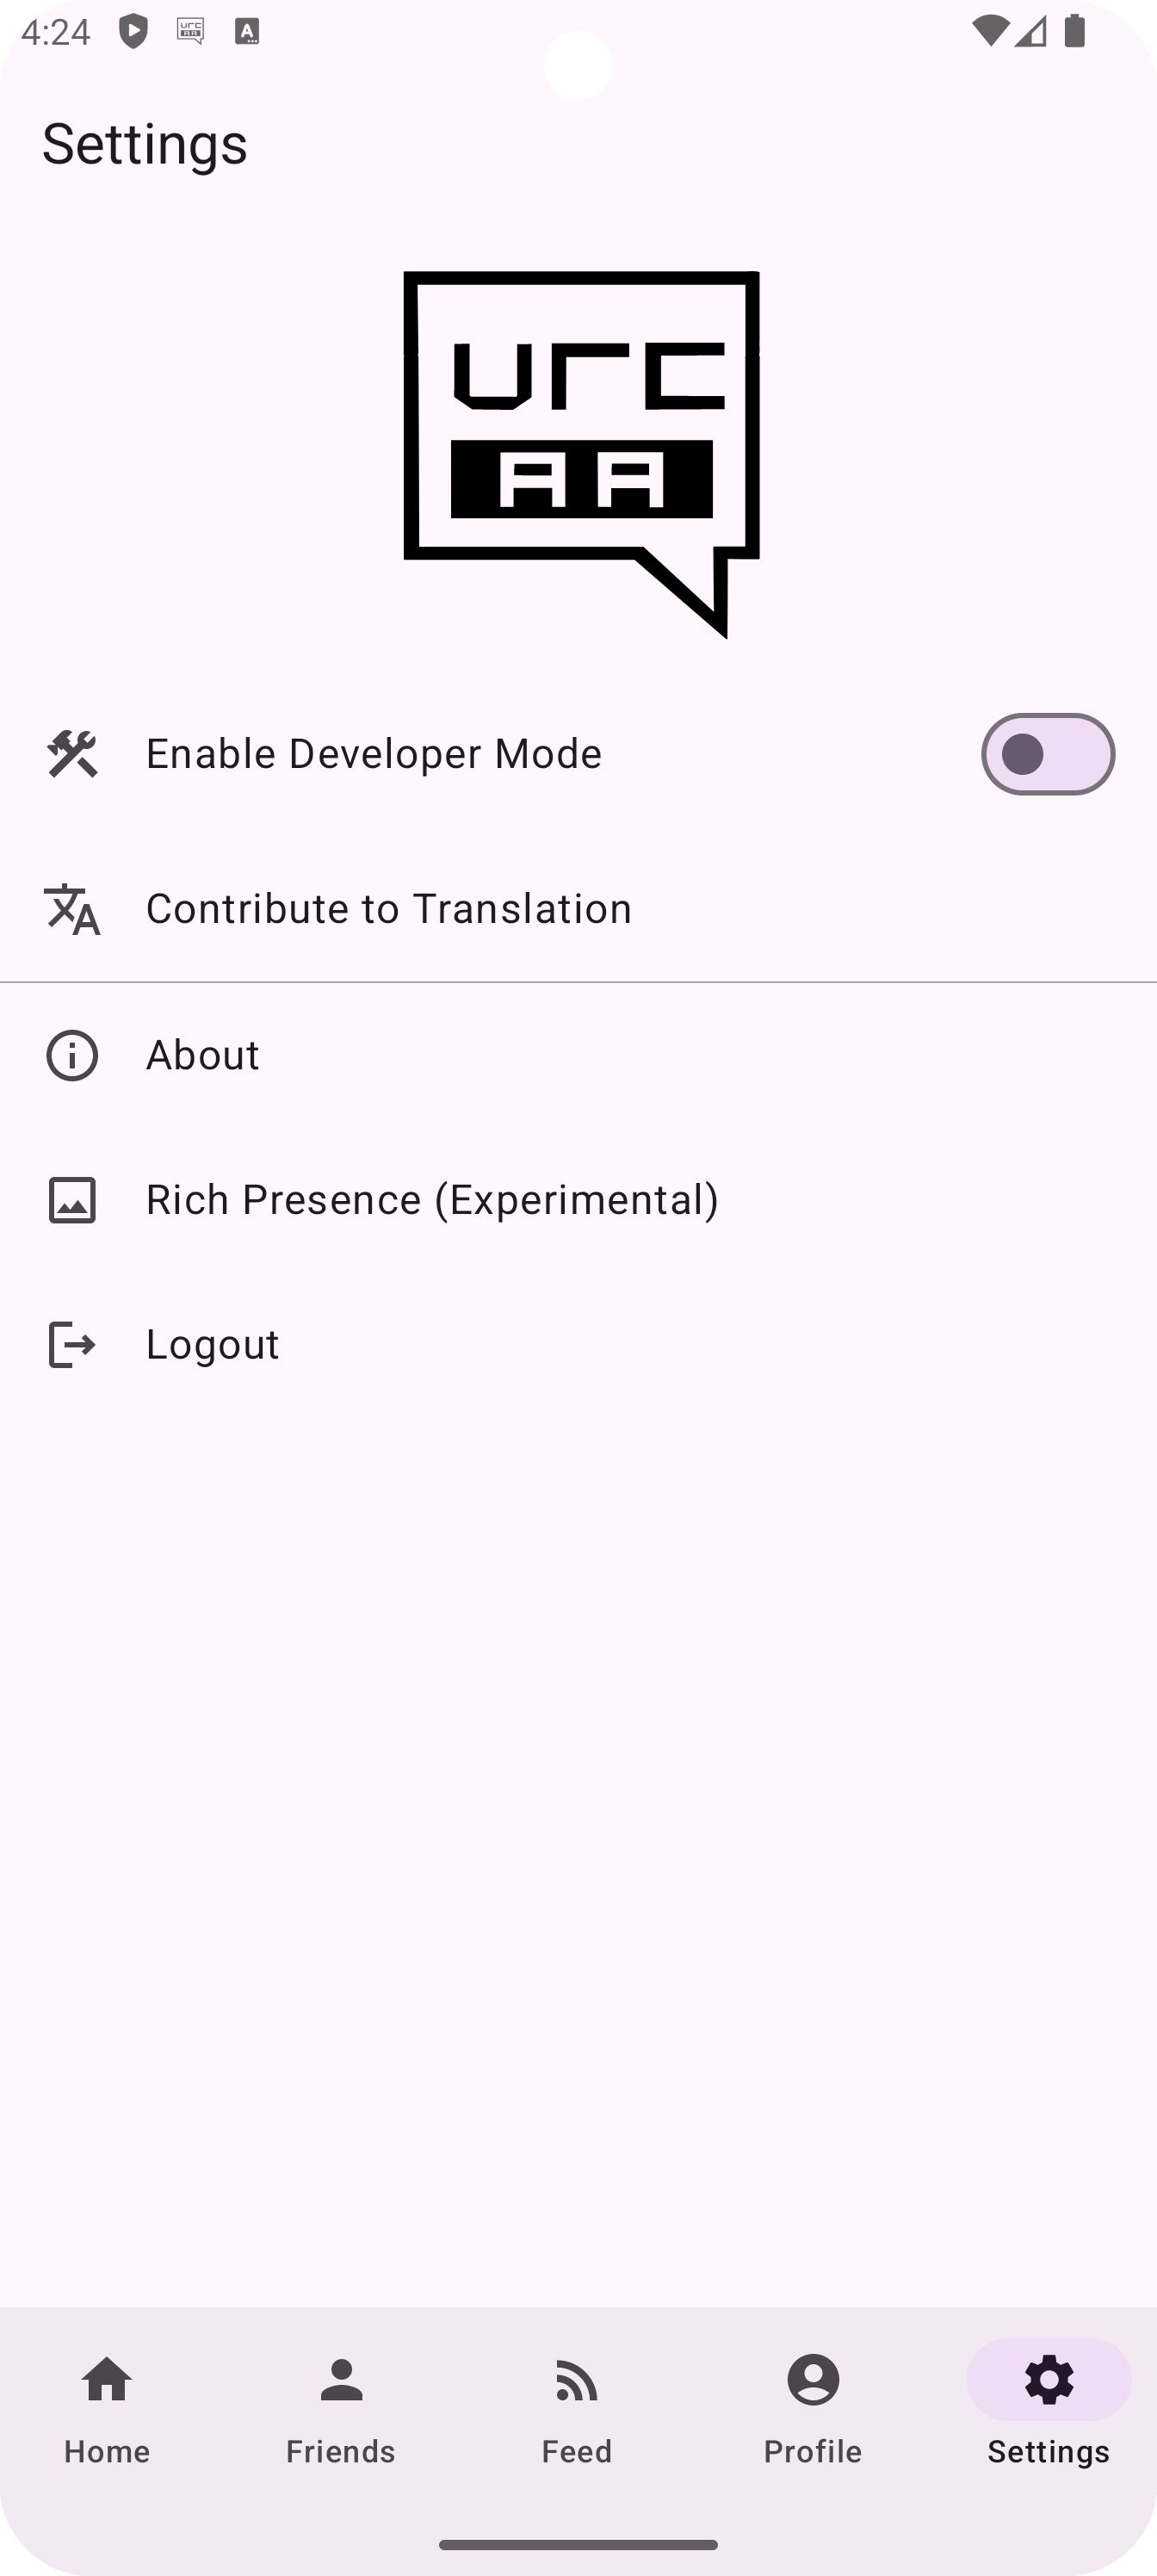 4:24
Settings
urc
AA
Enable Developer Mode
Contribute to Translation
About
Rich Presence (Experimental)
Logout
Home
Friends
Feed
Profile
Settings